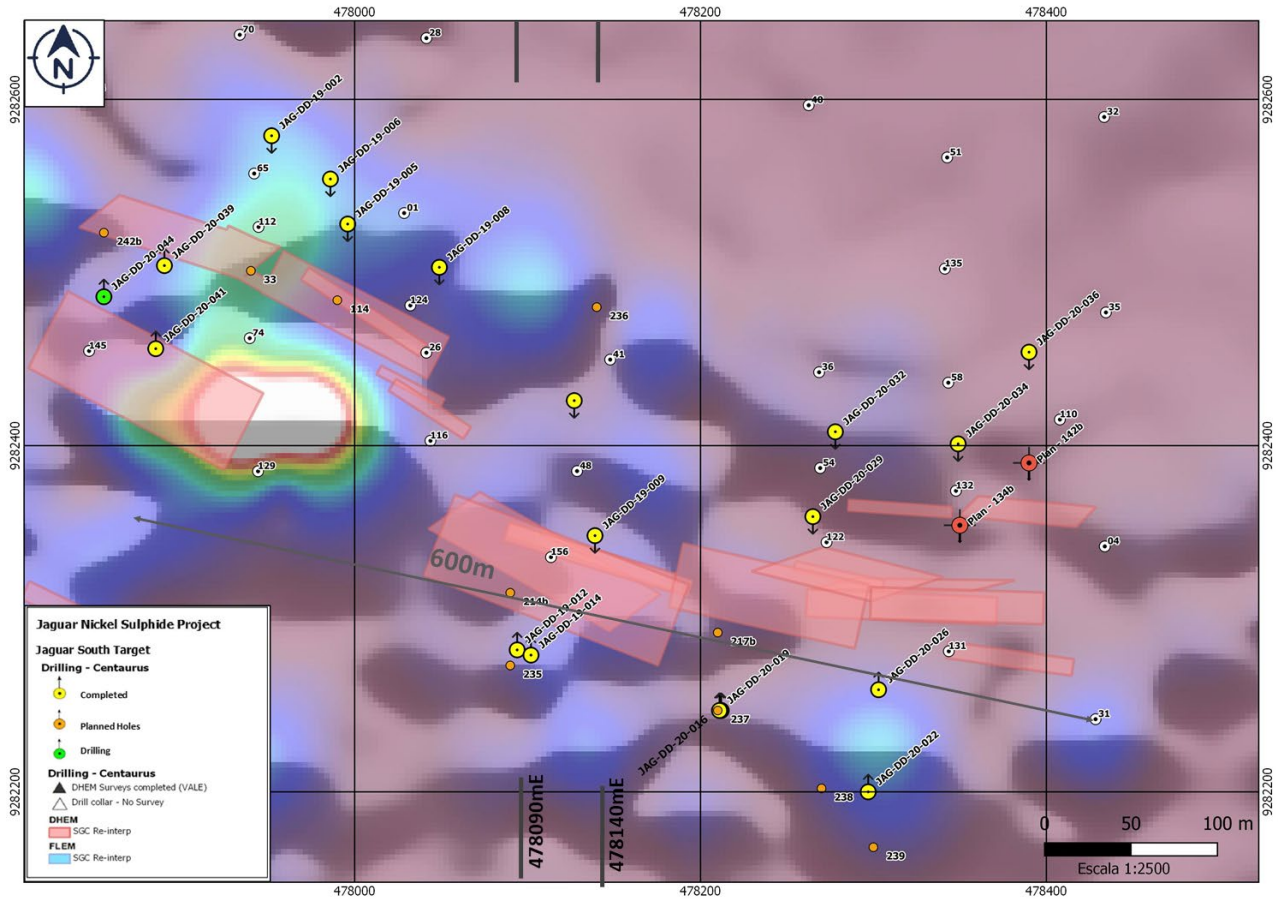 478000
478200
478400
9282600
9282600
9282400
9282400
9282200
9282200
N
70
28
40
32
51
JAG-DD-19-002
65
JAG-DD-19-006
01
JAG-DD-19-005
112
JAG-DD-19-008
242b
JAG-DD-20-039
JAG-DD-20-044
33
135
114
124
236
35
JAG-DD-20-041
74
145
26
41
36
58
JAG-DD-20-036
110
JAG-DD-20-032
JAG-DD-20-034
116
129
48
54
Plan - 142b
132
JAG-DD-20-029
Plan - 134b
JAG-DD-19-009
122
04
156
600m
214b
JAG-DD-19-012
JAG-DD-19-014
235
217b
131
JAG-DD-20-026
JAG-DD-20-019
JAG-DD-20-016
237
31
JAG-DD-20-022
238
239
478090mE
478140mE
Jaguar Nickel Sulphide Project
Jaguar South Target
Drilling - Centaurus
Completed
Planned Holes
Drilling
Drilling - Centaurus
DHEM Surveys completed (VALE)
Drill collar - No Survey
DHEM
SGC Re-interp
FLEM
SGC Re-interp
0 50 100 m
Escala 1:2500
478000
478200
478400